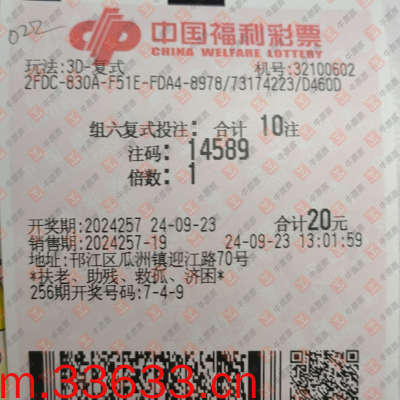 中国福利彩票
CHINA WELFARE LOTTERY
玩法:3D-复式 机号:32100602
2FDC-830A-F51E-FDA4-8978/73174223/D460D
组六复式投注: 合计 10注
注码: 14589
倍数: 1
开奖期:2024257 24-09-23 合计20元
销售期:2024257-19 24-09-23 13:01:59
地址:邗江区瓜洲镇迎江路70号
*扶老、助残、救孤、济困*
256期开奖号码:7-4-9
m.33633.cn